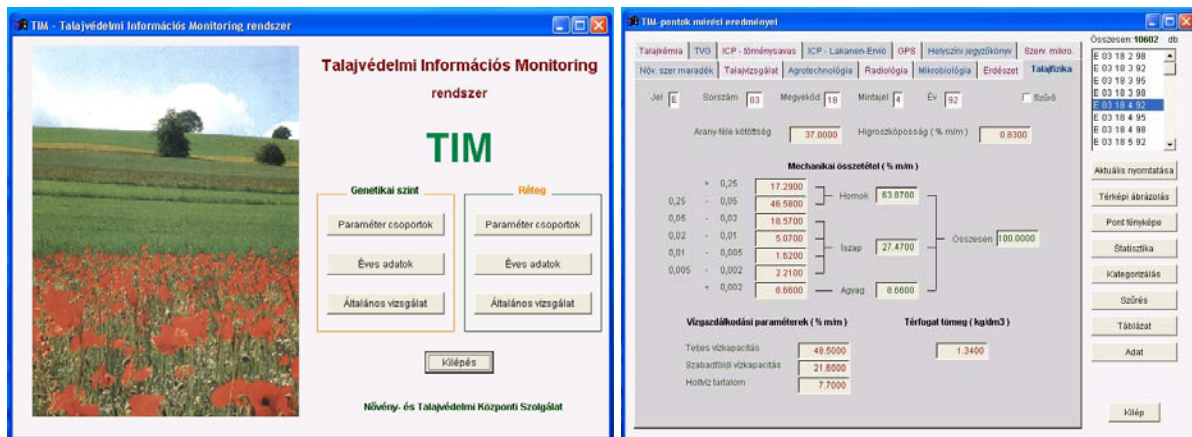 TIM - Talajvédelmi Információs Monitoring rendszer
Talajvédelmi Információs Monitoring
rendszer
TIM
Genetikai szint
Réteg
Paraméter csoportok
Paraméter csoportok
Éves adatok
Éves adatok
Általános vizsgálat
Általános vizsgálat
Kilépés
Növény- és Talajvédelmi Központi Szolgálat
TIM-pontok mérési eredményei
Talajkémia TVG ICP - töménysavas ICP - Lakanen-Erviö GPS Helyszíni jegyzőkönyv Szerv. mikro.
Növ. szer maradék Talajvizsgálat Agrotechnológia Radiológia Mikrobiológia Erdészet Talajfizika
Jel E Sorszám 03 Megyekód 18 Mintajel 4 Év 92 Szűrő
Arany-féle kötöttség 37.0000 Higroszkóposság ( % m/m ) 0.8300
Mechanikai összetétel ( % m/m )
> 0,25 17.2900
0,25 - 0,05 46.5800
Homok 63.8700
0,05 - 0,02 18.5700
0,02 - 0,01 5.0700
0,01 - 0,005 1.6200
0,005 - 0,002 2.2100
Iszap 27.4700
Összesen 100.0000
< 0,002 8.6600 Agyag 8.6600
Vízgazdálkodási paraméterek ( % m/m )
Térfogat tömeg ( kg/dm3 )
Teljes vízkapacitás 48.5000
1.3400
Szabadföldi vízkapacitás 21.6000
Holtvíz tartalom 7.7000
Összesen: 10602 db
E 03 18 2 98
E 03 18 3 92
E 03 18 3 95
E 03 18 3 98
E 03 18 4 92
E 03 18 4 95
E 03 18 4 98
E 03 18 5 92
Aktuális nyomtatása
Térképi ábrázolás
Pont fényképe
Statisztika
Kategorizálás
Szűrés
Táblázat
Adat
Kilép